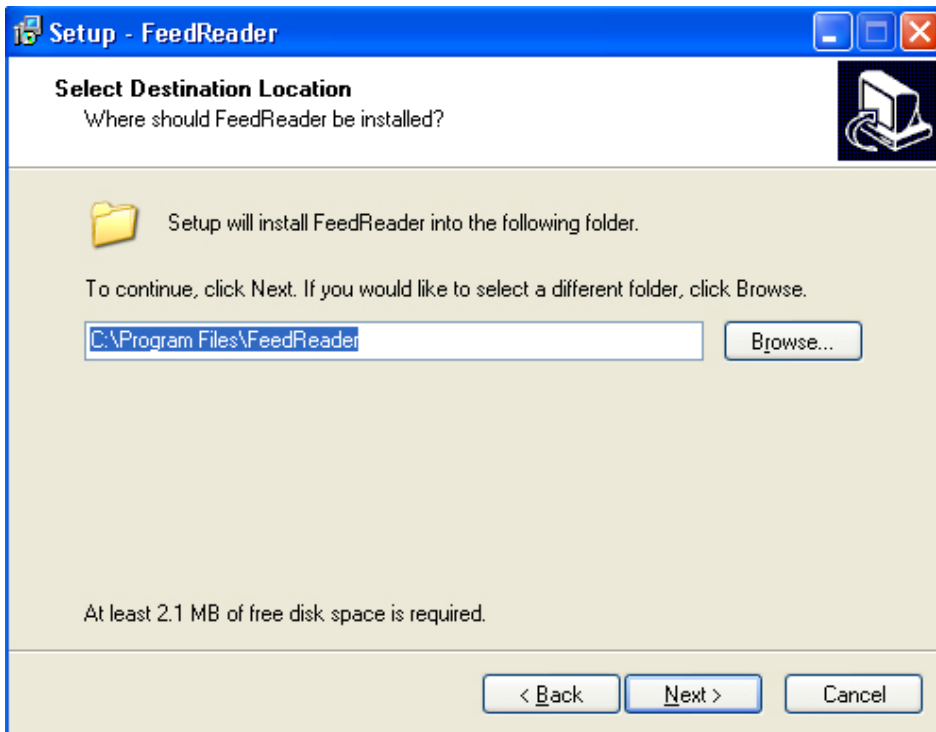 Setup - FeedReader
Select Destination Location
Where should FeedReader be installed?
Setup will install FeedReader into the following folder.
To continue, click Next. If you would like to select a different folder, click Browse.
C:\Program Files\FeedReader
Browse...
At least 2.1 MB of free disk space is required.
< Back
Next >
Cancel